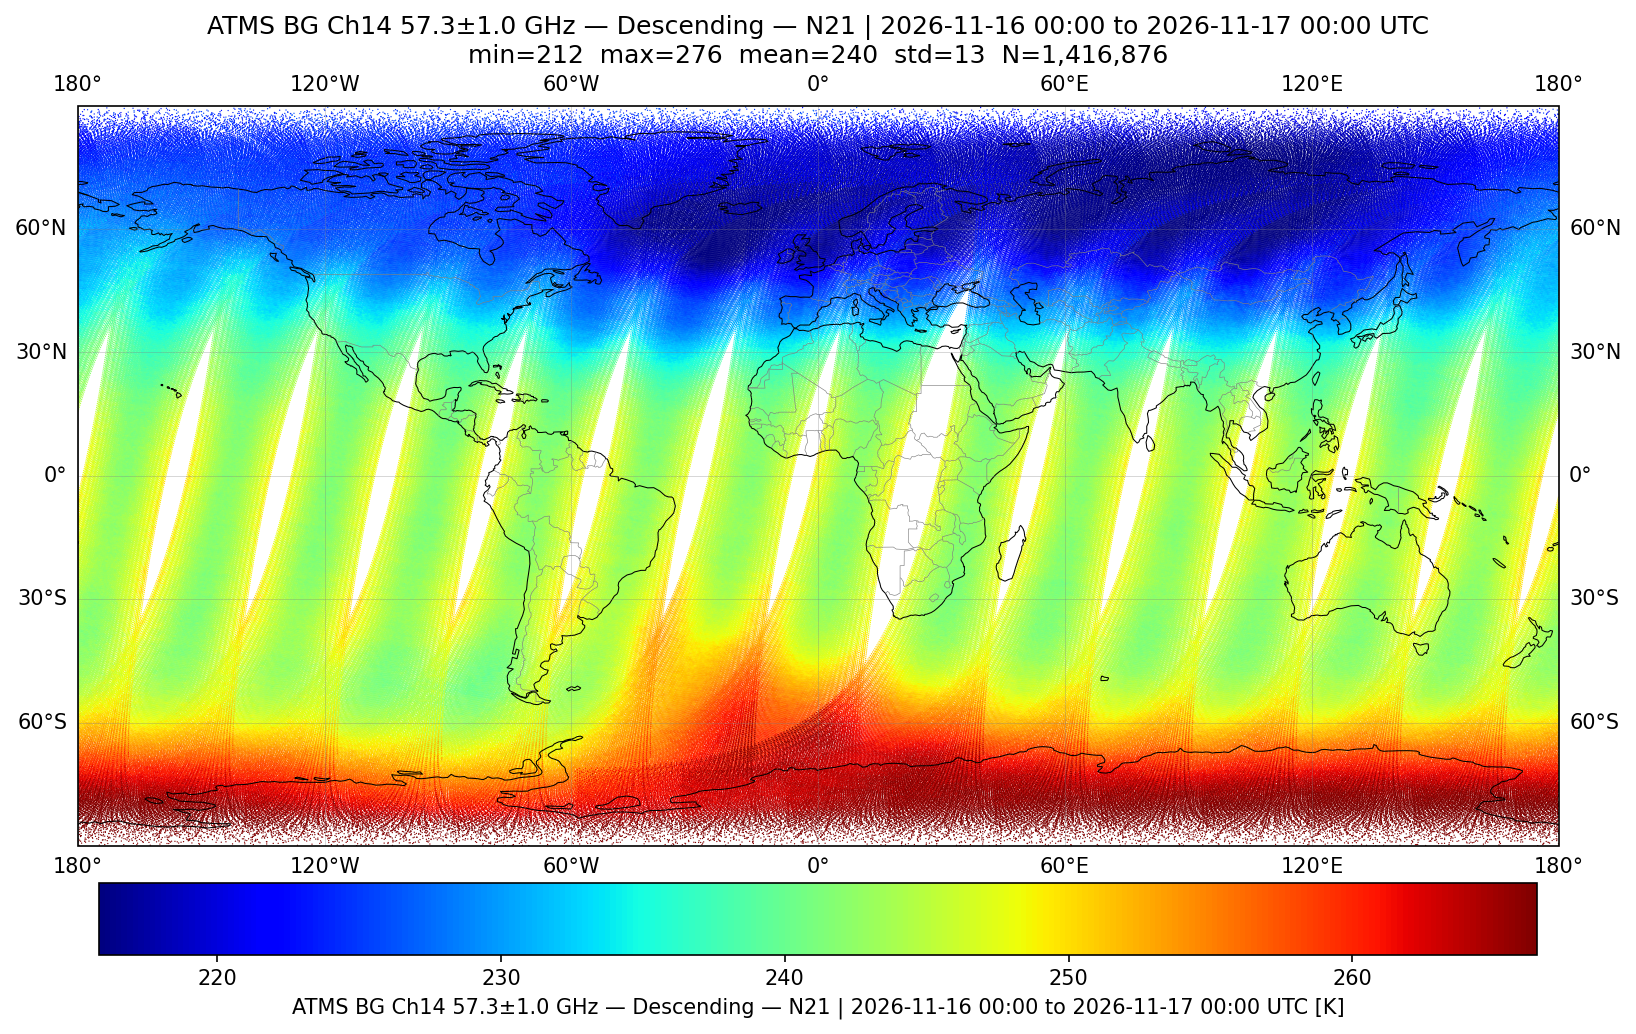 ATMS BG Ch14 57.3±1.0 GHz — Descending — N21 | 2026-11-16 00:00 to 2026-11-17 00:00 UTC
min=212 max=276 mean=240 std=13 N=1,416,876
180° 120°W 60°W 0° 60°E 120°E 180°
60°N 60°N
30°N 30°N
0° 0°
30°S 30°S
60°S 60°S
180° 120°W 60°W 0° 60°E 120°E 180°
220 230 240 250 260
ATMS BG Ch14 57.3±1.0 GHz — Descending — N21 | 2026-11-16 00:00 to 2026-11-17 00:00 UTC [K]